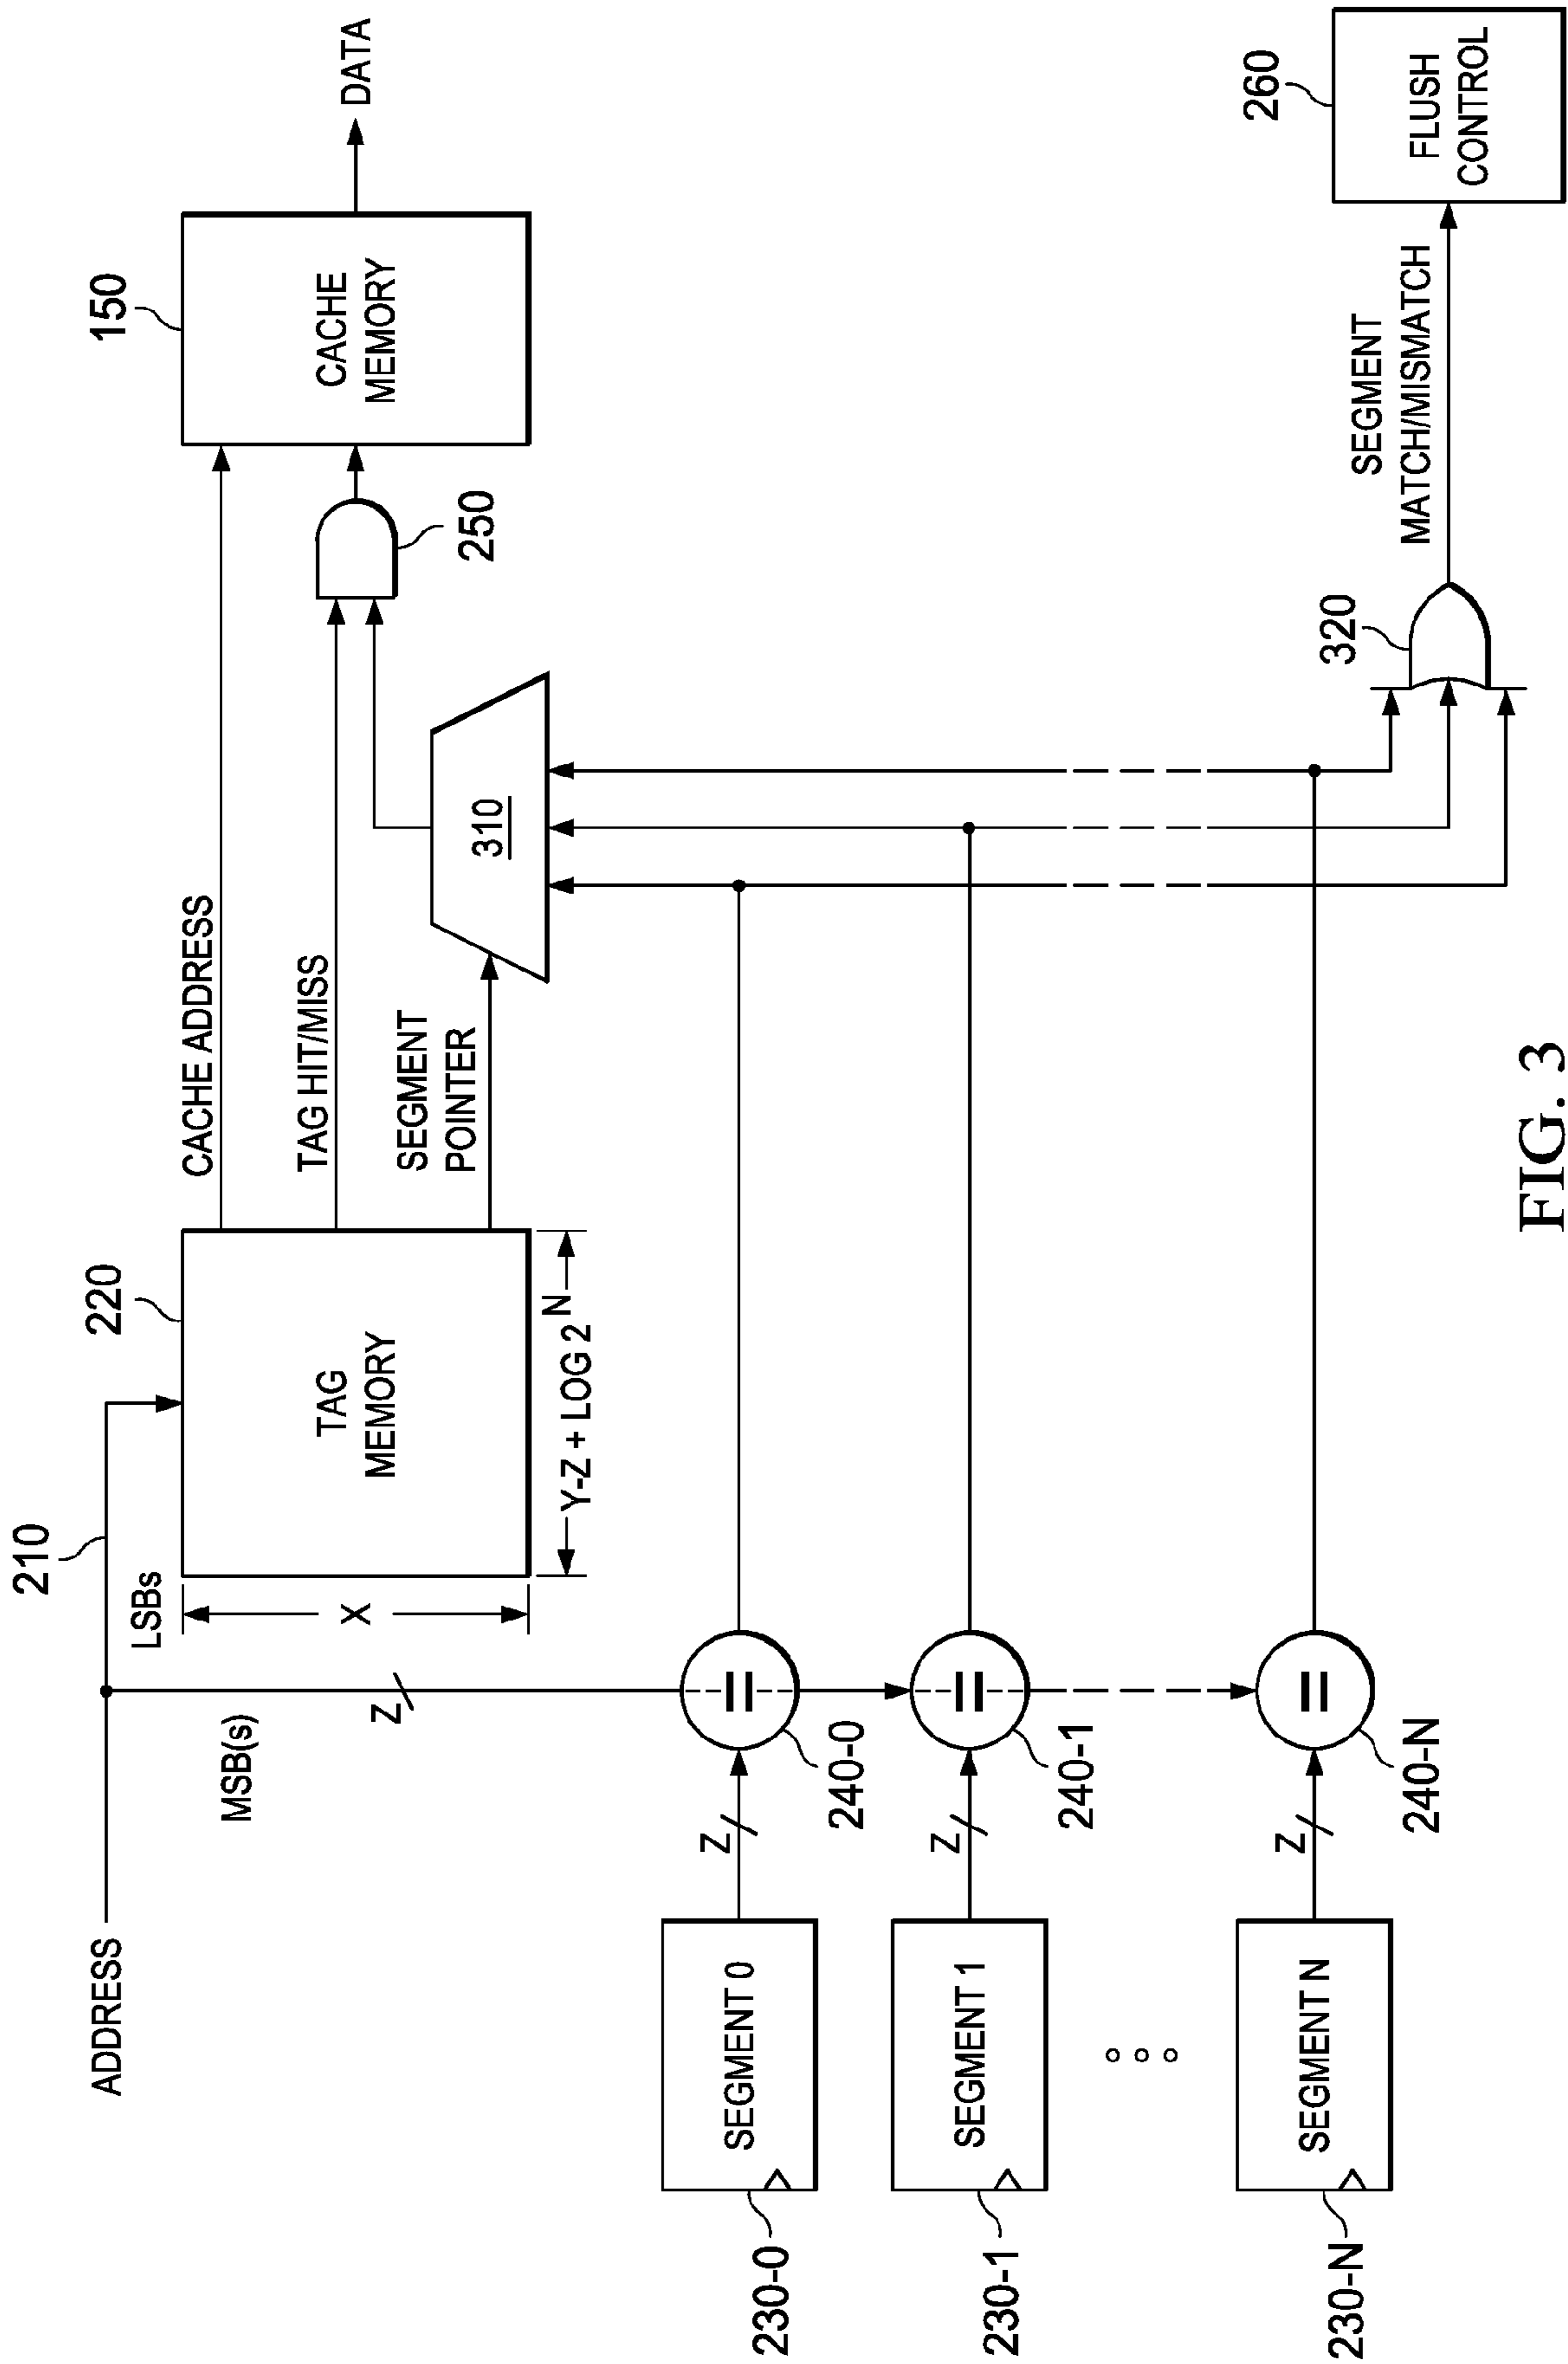 210
220
150
ADDRESS
LSBs
MSB(s)
Z
X
TAG
MEMORY
Y-Z + LOG 2 N
CACHE ADDRESS
TAG HIT/MISS
SEGMENT
POINTER
310
250
CACHE
MEMORY
DATA
230-0
SEGMENT 0
Z
240-0
230-1
SEGMENT 1
Z
240-1
230-N
SEGMENT N
Z
240-N
320
SEGMENT
MATCH/MISMATCH
260
FLUSH
CONTROL
FIG. 3